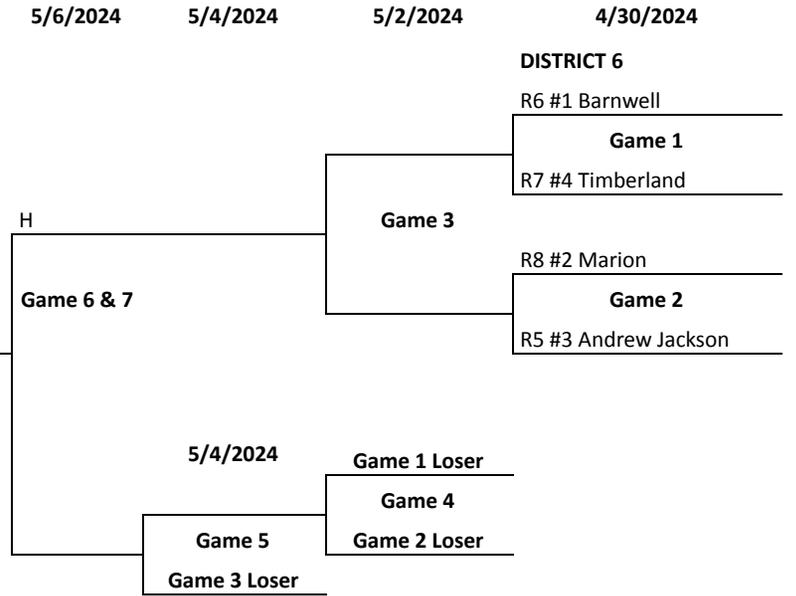 5/6/2024 5/4/2024 5/2/2024 4/30/2024
DISTRICT 6
R6 #1 Barnwell
Game 1
R7 #4 Timberland
H
Game 3
R8 #2 Marion
Game 6 & 7
Game 2
R5 #3 Andrew Jackson
5/4/2024
Game 1 Loser
Game 4
Game 5
Game 2 Loser
Game 3 Loser